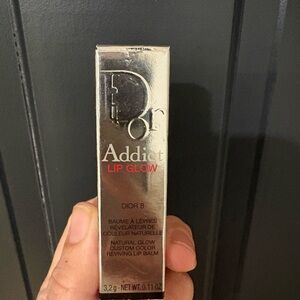 Dior
Addict
LIP GLOW
DIOR 8
BAUME À LÈVRES
RÉVÉLATEUR DE
COULEUR NATURELLE
NATURAL GLOW
CUSTOM COLOR
REVIVING LIP BALM
3,2 g - NET WT. 0.11 OZ